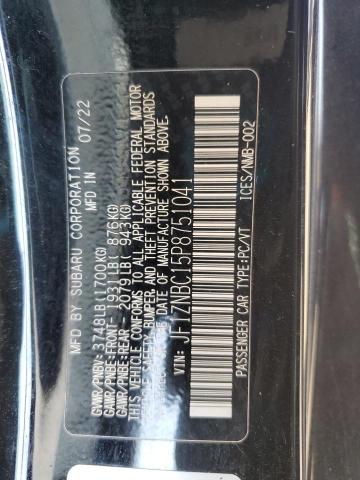 MFD BY SUBARU CORPORATION
MFD IN 07/22
GVWR/PNBV: 3748LB(1700KG)
GAWR/PNBE:FRONT- 1931LB( 876KG)
GAWR/PNBE:REAR - 2079LB( 943KG)
THIS VEHICLE CONFORMS TO ALL APPLICABLE FEDERAL MOTOR
VEHICLE SAFETY, BUMPER, AND THEFT PREVENTION STANDARDS
IN EFFECT ON THE DATE OF MANUFACTURE SHOWN ABOVE.
VIN: JF1ZNBC15P8751041
PASSENGER CAR TYPE:PC/VT
ICES/NMB-002